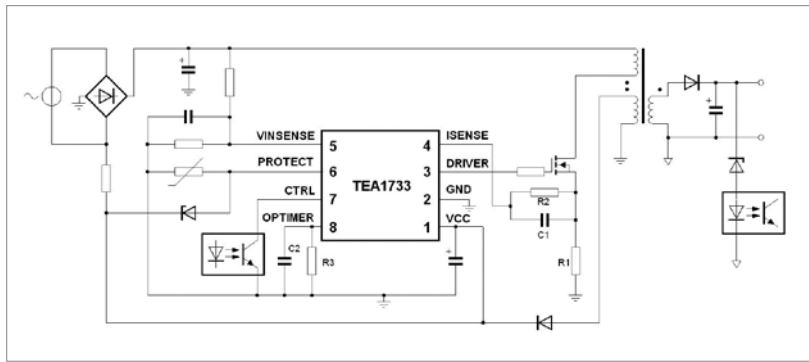 VINSENSE
5
PROTECT
6
CTRL
7
OPTIMER
8
TEA1733
ISENSE
4
DRIVER
3
GND
2
VCC
1
R2
C1
R1
C2
R3
+
+
+
~